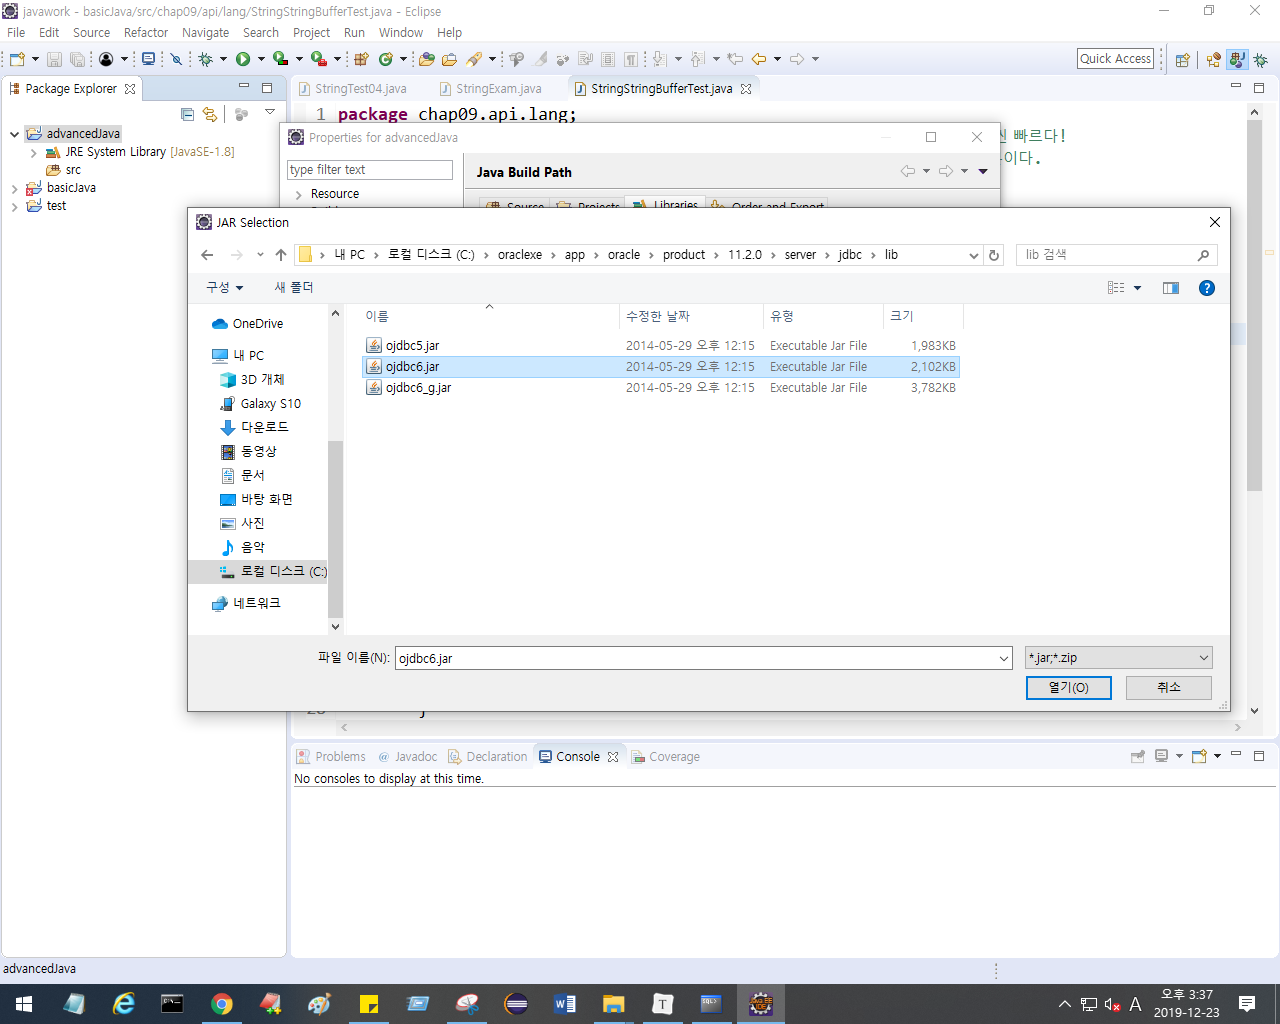 javawork - basicJava/src/chap09/api/lang/StringStringBufferTest.java - Eclipse
File Edit Source Refactor Navigate Search Project Run Window Help
Quick Access
Package Explorer
StringTest04.java StringExam.java StringStringBufferTest.java
advancedJava
JRE System Library [JavaSE-1.8]
src
basicJava
test
1 package chap09.api.lang;
빠르다!
이다.
Properties for advancedJava
type filter text
Java Build Path
Resource
Source Projects Libraries Order and Export
JAR Selection
내 PC > 로컬 디스크 (C:) > oraclexe > app > oracle > product > 11.2.0 > server > jdbc > lib
lib 검색
구성 새 폴더
이름 수정한 날짜 유형 크기
ojdbc5.jar 2014-05-29 오후 12:15 Executable Jar File 1,983KB
ojdbc6.jar 2014-05-29 오후 12:15 Executable Jar File 2,102KB
ojdbc6_g.jar 2014-05-29 오후 12:15 Executable Jar File 3,782KB
OneDrive
내 PC
3D 개체
Galaxy S10
다운로드
동영상
문서
바탕 화면
사진
음악
로컬 디스크 (C:)
네트워크
파일 이름(N): ojdbc6.jar
*.jar;*.zip
열기(O) 취소
Problems @ Javadoc Declaration Console Coverage
No consoles to display at this time.
advancedJava
A
오후 3:37
2019-12-23